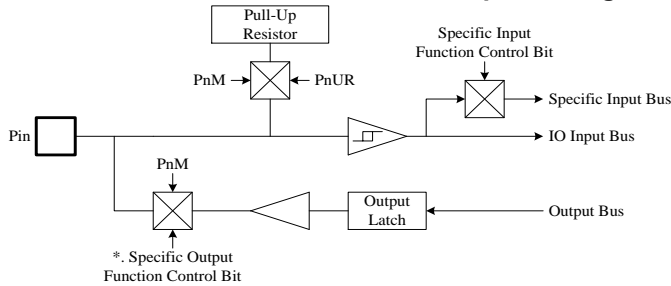 Pull-Up
Resistor
Specific Input
Function Control Bit
PnM
PnUR
Specific Input Bus
Pin
IO Input Bus
PnM
Output
Latch
Output Bus
*. Specific Output
Function Control Bit